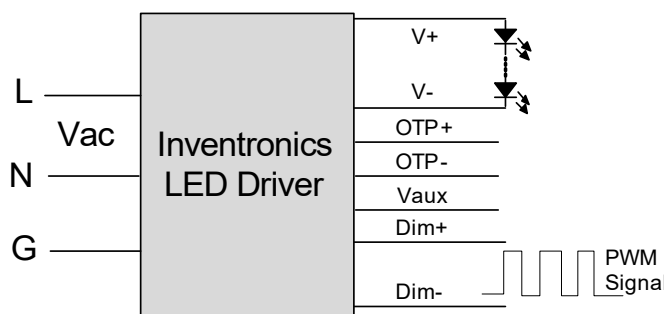 V+
L
V-
Vac
OTP+
Inventronics
LED Driver
OTP-
N
Vaux
Dim+
G
PWM
Signal
Dim-